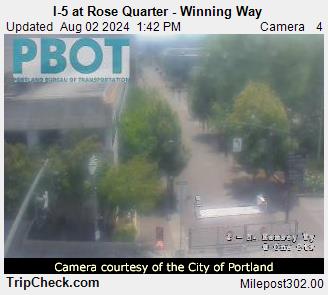 I-5 at Rose Quarter - Winning Way
Updated Aug 02 2024 1:42 PM Camera 4
PBOT
PORTLAND BUREAU OF TRANSPORTATION
Camera courtesy of the City of Portland
TripCheck.com Milepost302.00